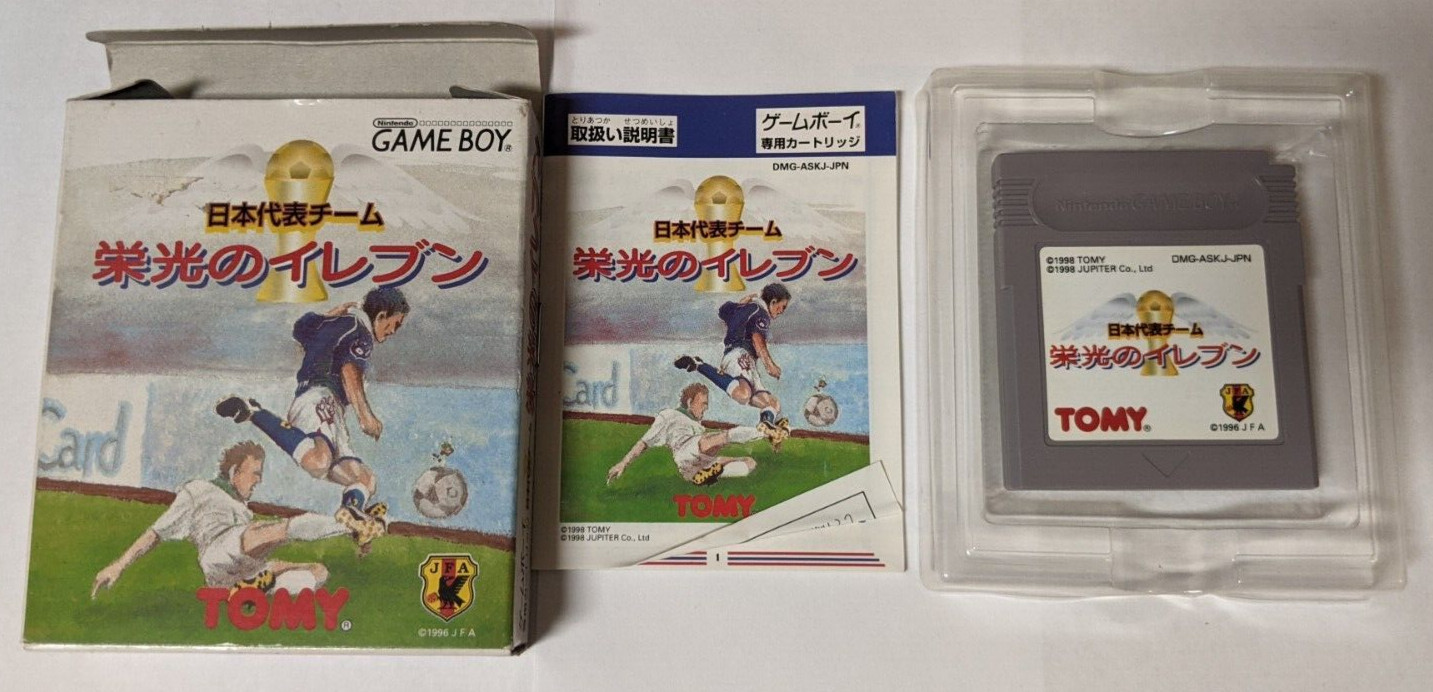 Nintendo
GAME BOY®
日本代表チーム
栄光のイレブン
Card
TOMY®
JFA
©1996 J F A
とりあつか せつめいしょ
取扱い説明書
ゲームボーイ®
専用カートリッジ
DMG-ASKJ-JPN
日本代表チーム
栄光のイレブン
Card
TOMY
©1998 TOMY
©1998 JUPITER Co., Ltd
1
Nintendo GAME BOY
©1998 TOMY
©1998 JUPITER Co., Ltd
DMG-ASKJ-JPN
日本代表チーム
栄光のイレブン
TOMY®
JFA
©1996 J F A